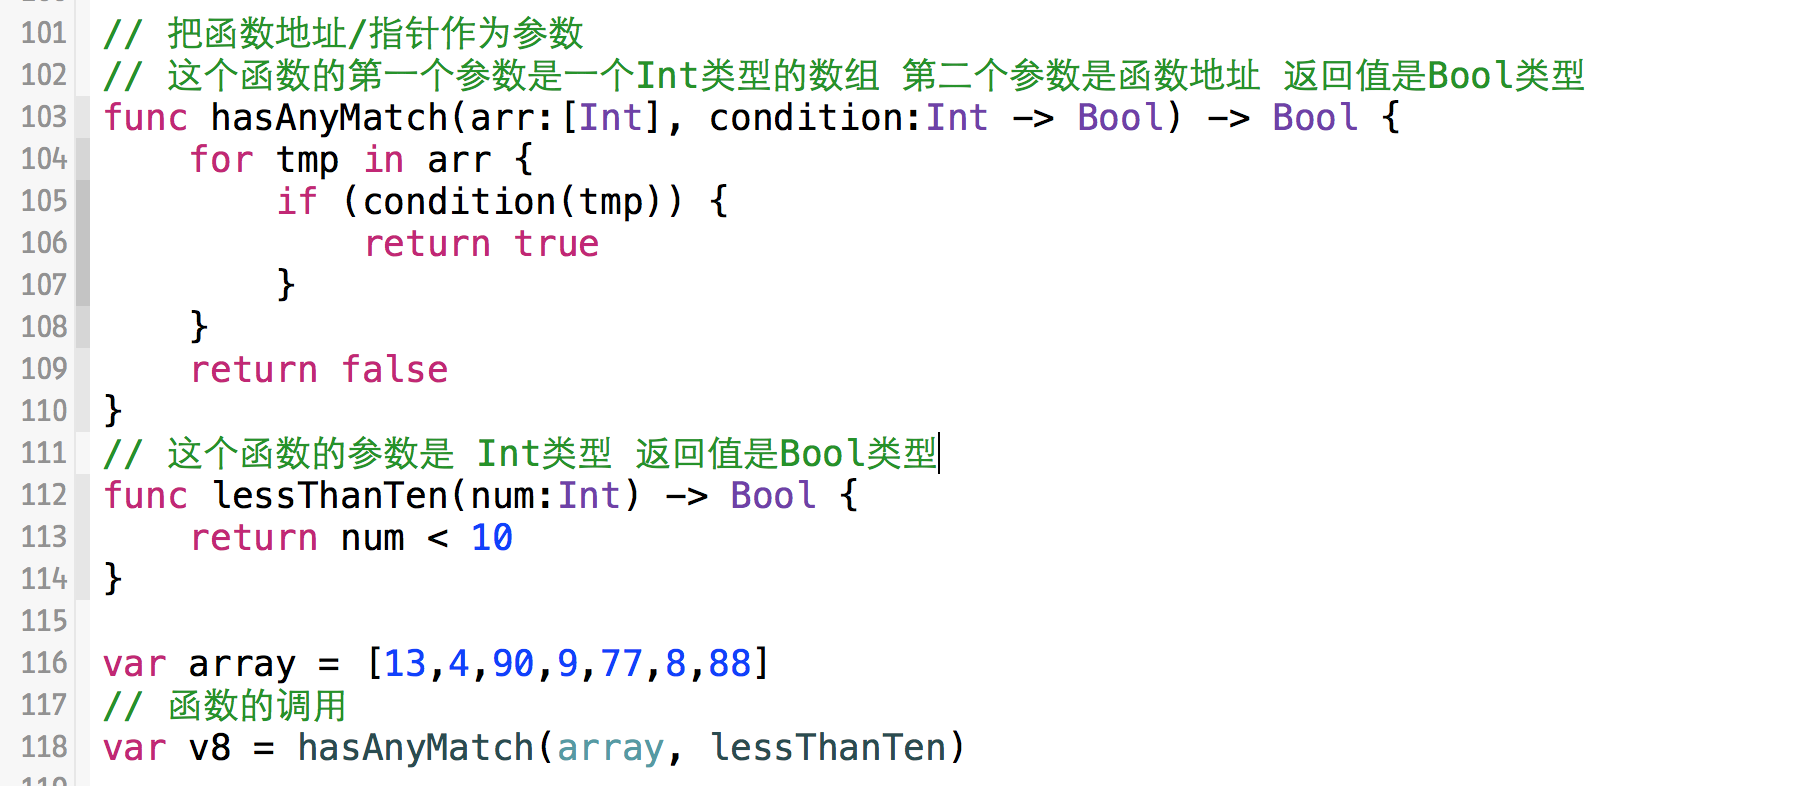 101 // 把函数地址/指针作为参数
102 // 这个函数的第一个参数是一个Int类型的数组 第二个参数是函数地址 返回值是Bool类型
103 func hasAnyMatch(arr:[Int], condition:Int -> Bool) -> Bool {
104     for tmp in arr {
105         if (condition(tmp)) {
106             return true
107         }
108     }
109     return false
110 }
111 // 这个函数的参数是 Int类型 返回值是Bool类型
112 func lessThanTen(num:Int) -> Bool {
113     return num < 10
114 }
115
116 var array = [13,4,90,9,77,8,88]
117 // 函数的调用
118 var v8 = hasAnyMatch(array, lessThanTen)